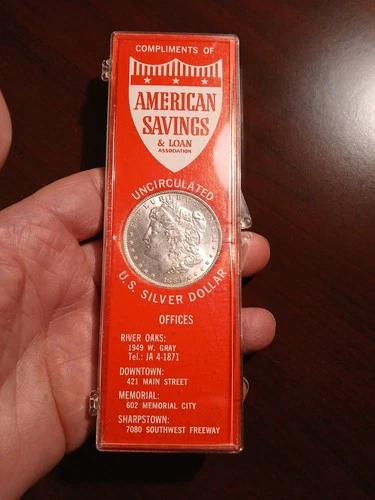 COMPLIMENTS OF
AMERICAN
SAVINGS
& LOAN
ASSOCIATION
UNCIRCULATED
U.S. SILVER DOLLAR
OFFICES
RIVER OAKS:
1949 W. GRAY
Tel.: JA 4-1871
DOWNTOWN:
421 MAIN STREET
MEMORIAL:
602 MEMORIAL CITY
SHARPSTOWN:
7080 SOUTHWEST FREEWAY